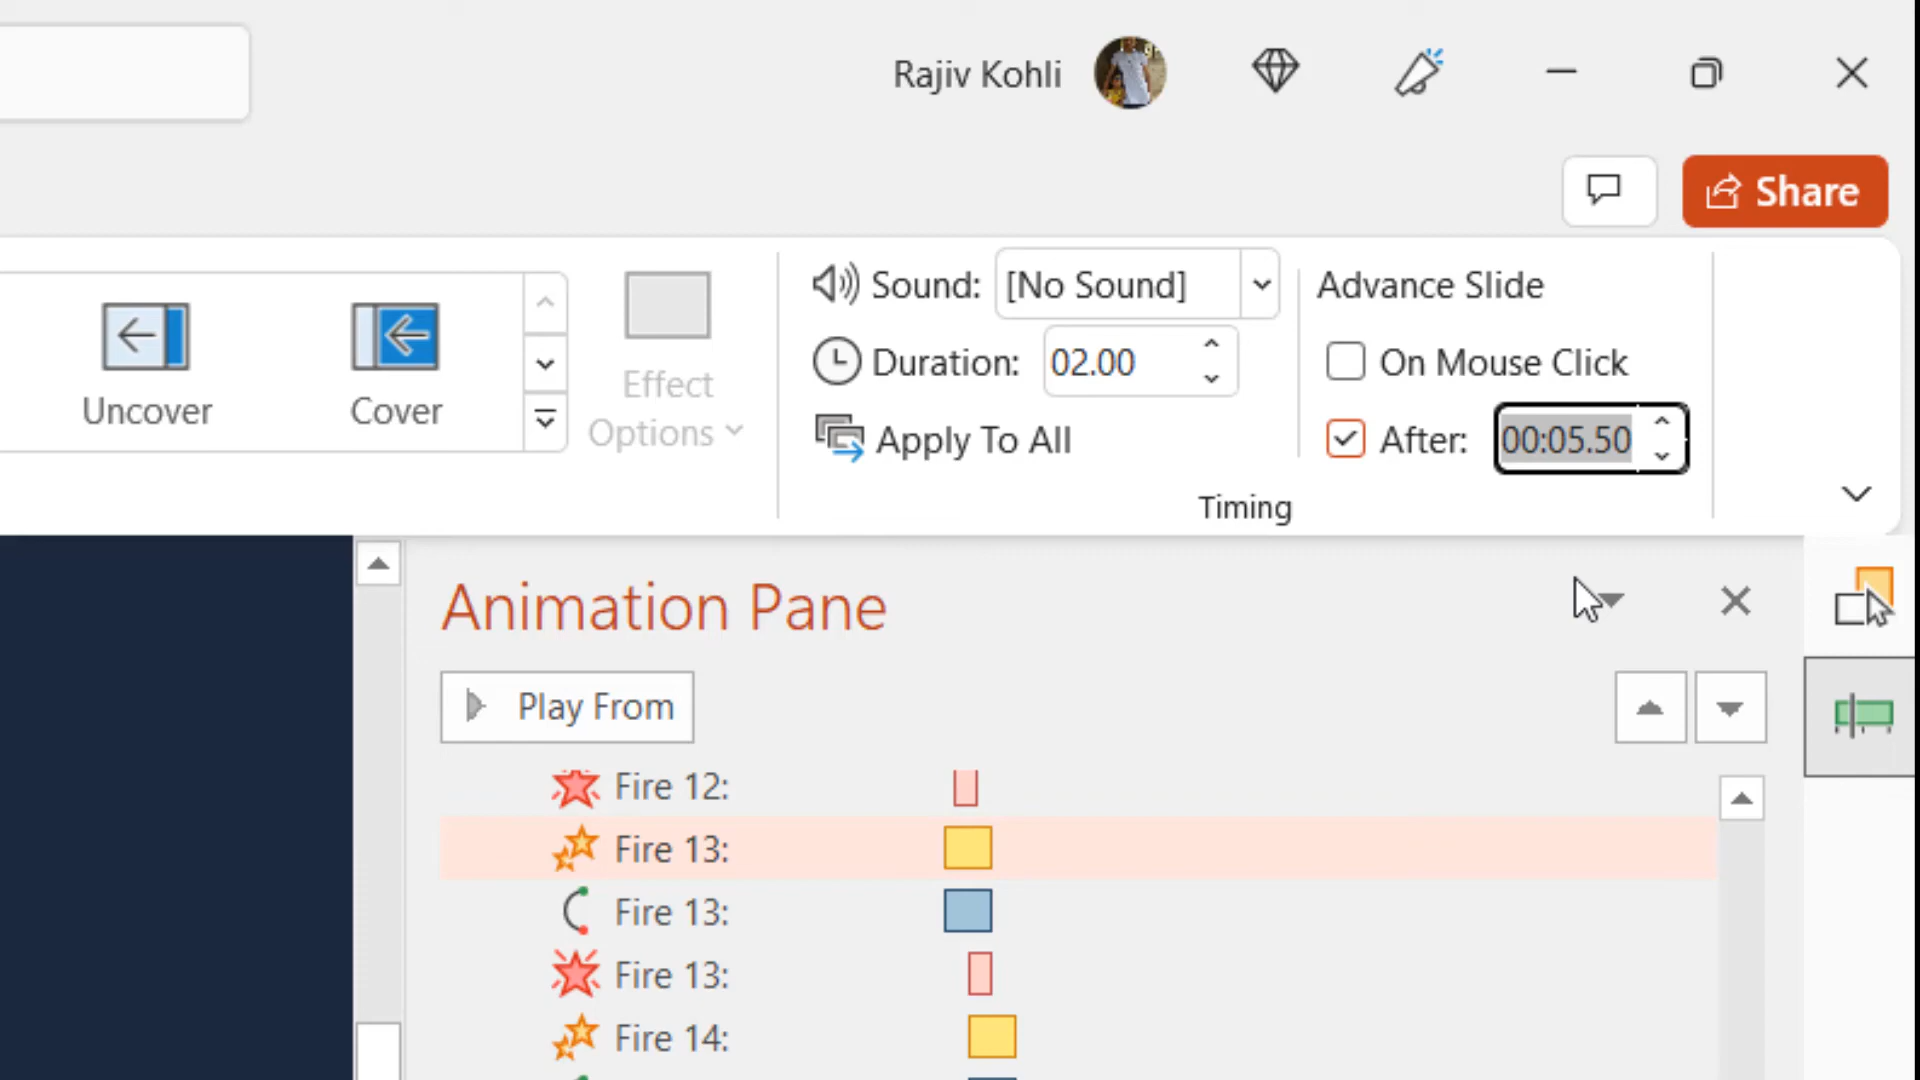 Rajiv Kohli
Share
Uncover
Cover
Effect
Options
Sound: [No Sound]
Duration: 02.00
Apply To All
Advance Slide
On Mouse Click
After: 00:05.50
Timing
Animation Pane
Play From
Fire 12:
Fire 13:
Fire 13:
Fire 13:
Fire 14: